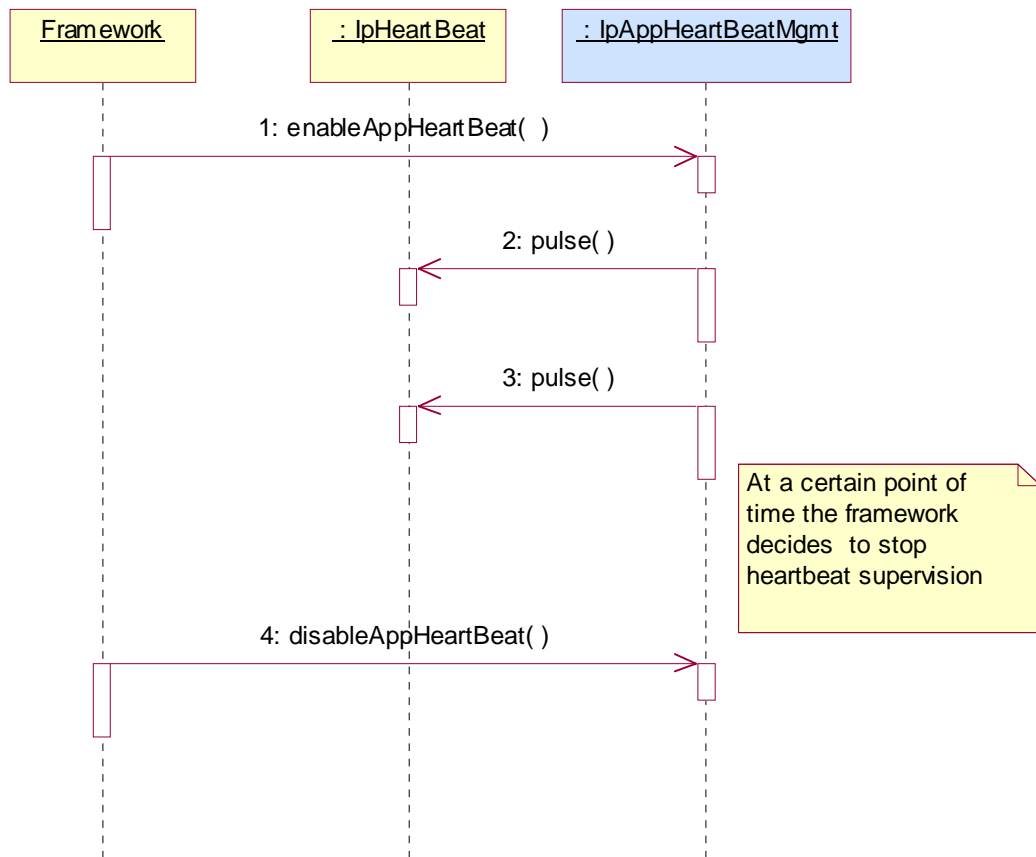 Framework
: IpHeartBeat
: IpAppHeartBeatMgmt
1: enableAppHeartBeat( )
2: pulse( )
3: pulse( )
At a certain point of
time the framework
decides to stop
heartbeat supervision
4: disableAppHeartBeat( )